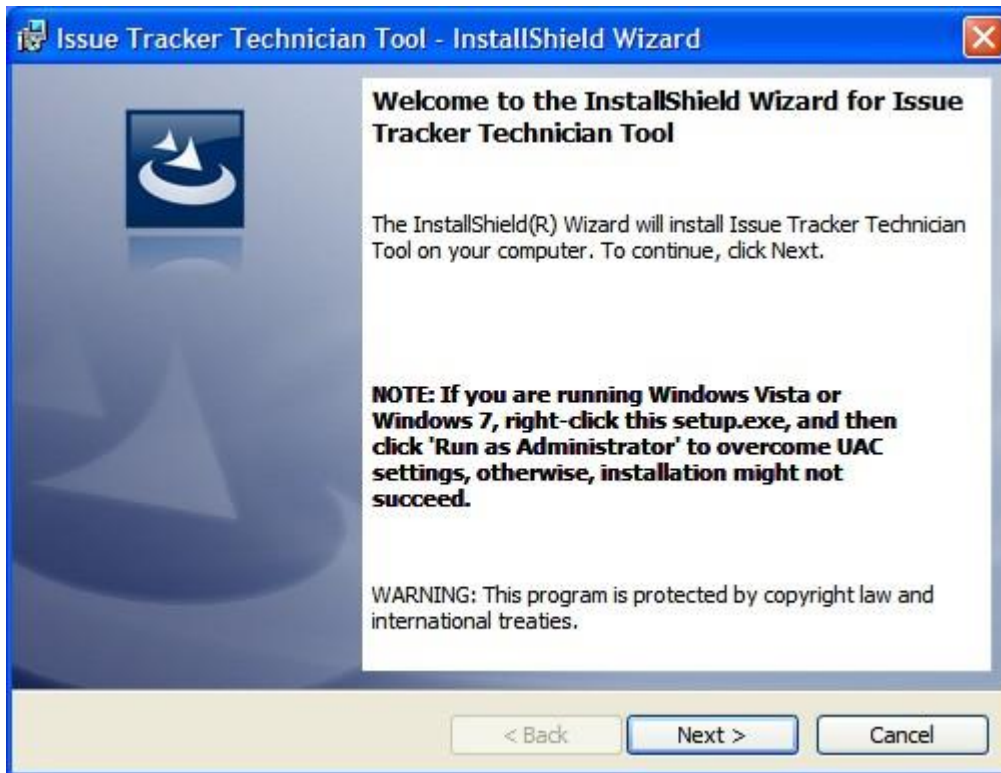 Issue Tracker Technician Tool - InstallShield Wizard
Welcome to the InstallShield Wizard for Issue
Tracker Technician Tool
The InstallShield(R) Wizard will install Issue Tracker Technician
Tool on your computer. To continue, click Next.
NOTE: If you are running Windows Vista or
Windows 7, right-click this setup.exe, and then
click 'Run as Administrator' to overcome UAC
settings, otherwise, installation might not
succeed.
WARNING: This program is protected by copyright law and
international treaties.
< Back Next > Cancel